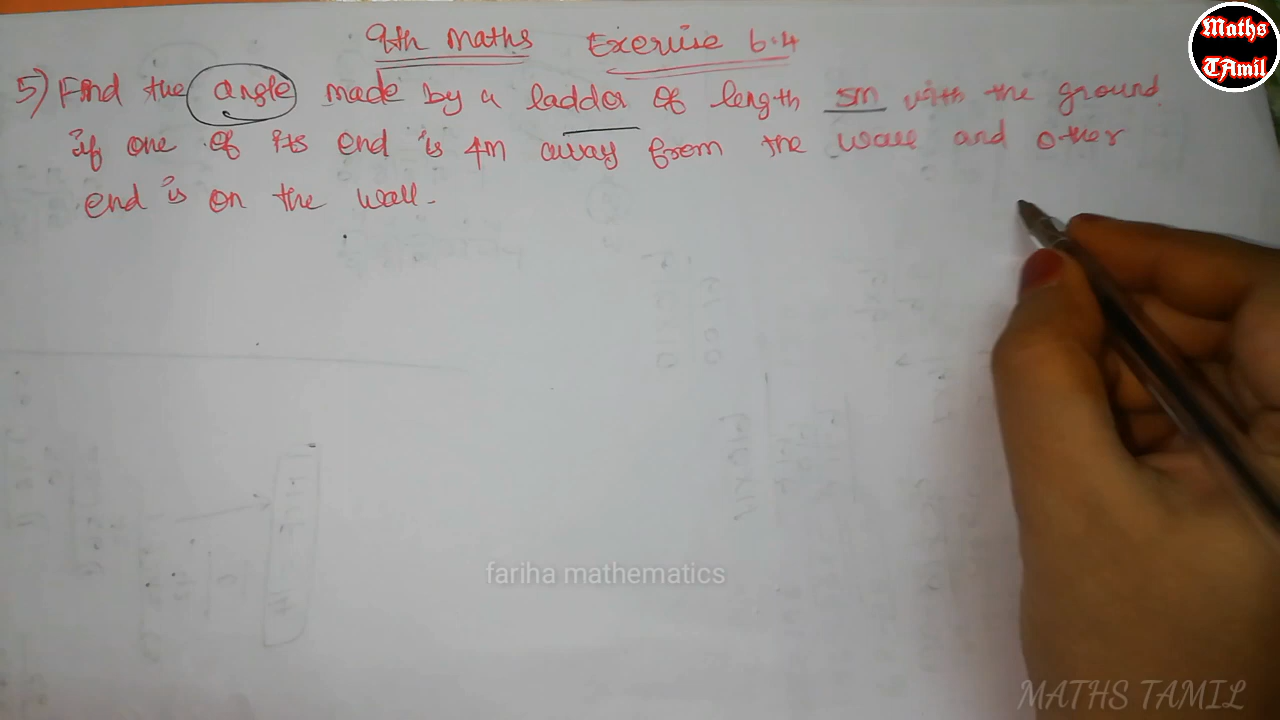 9th maths Exercise 6.4
Maths
TAmil
5) Find the angle made by a ladder of length 5m with the ground
if one of its end is 4m away from the wall and other
end is on the wall.
fariha mathematics
MATHS TAMIL